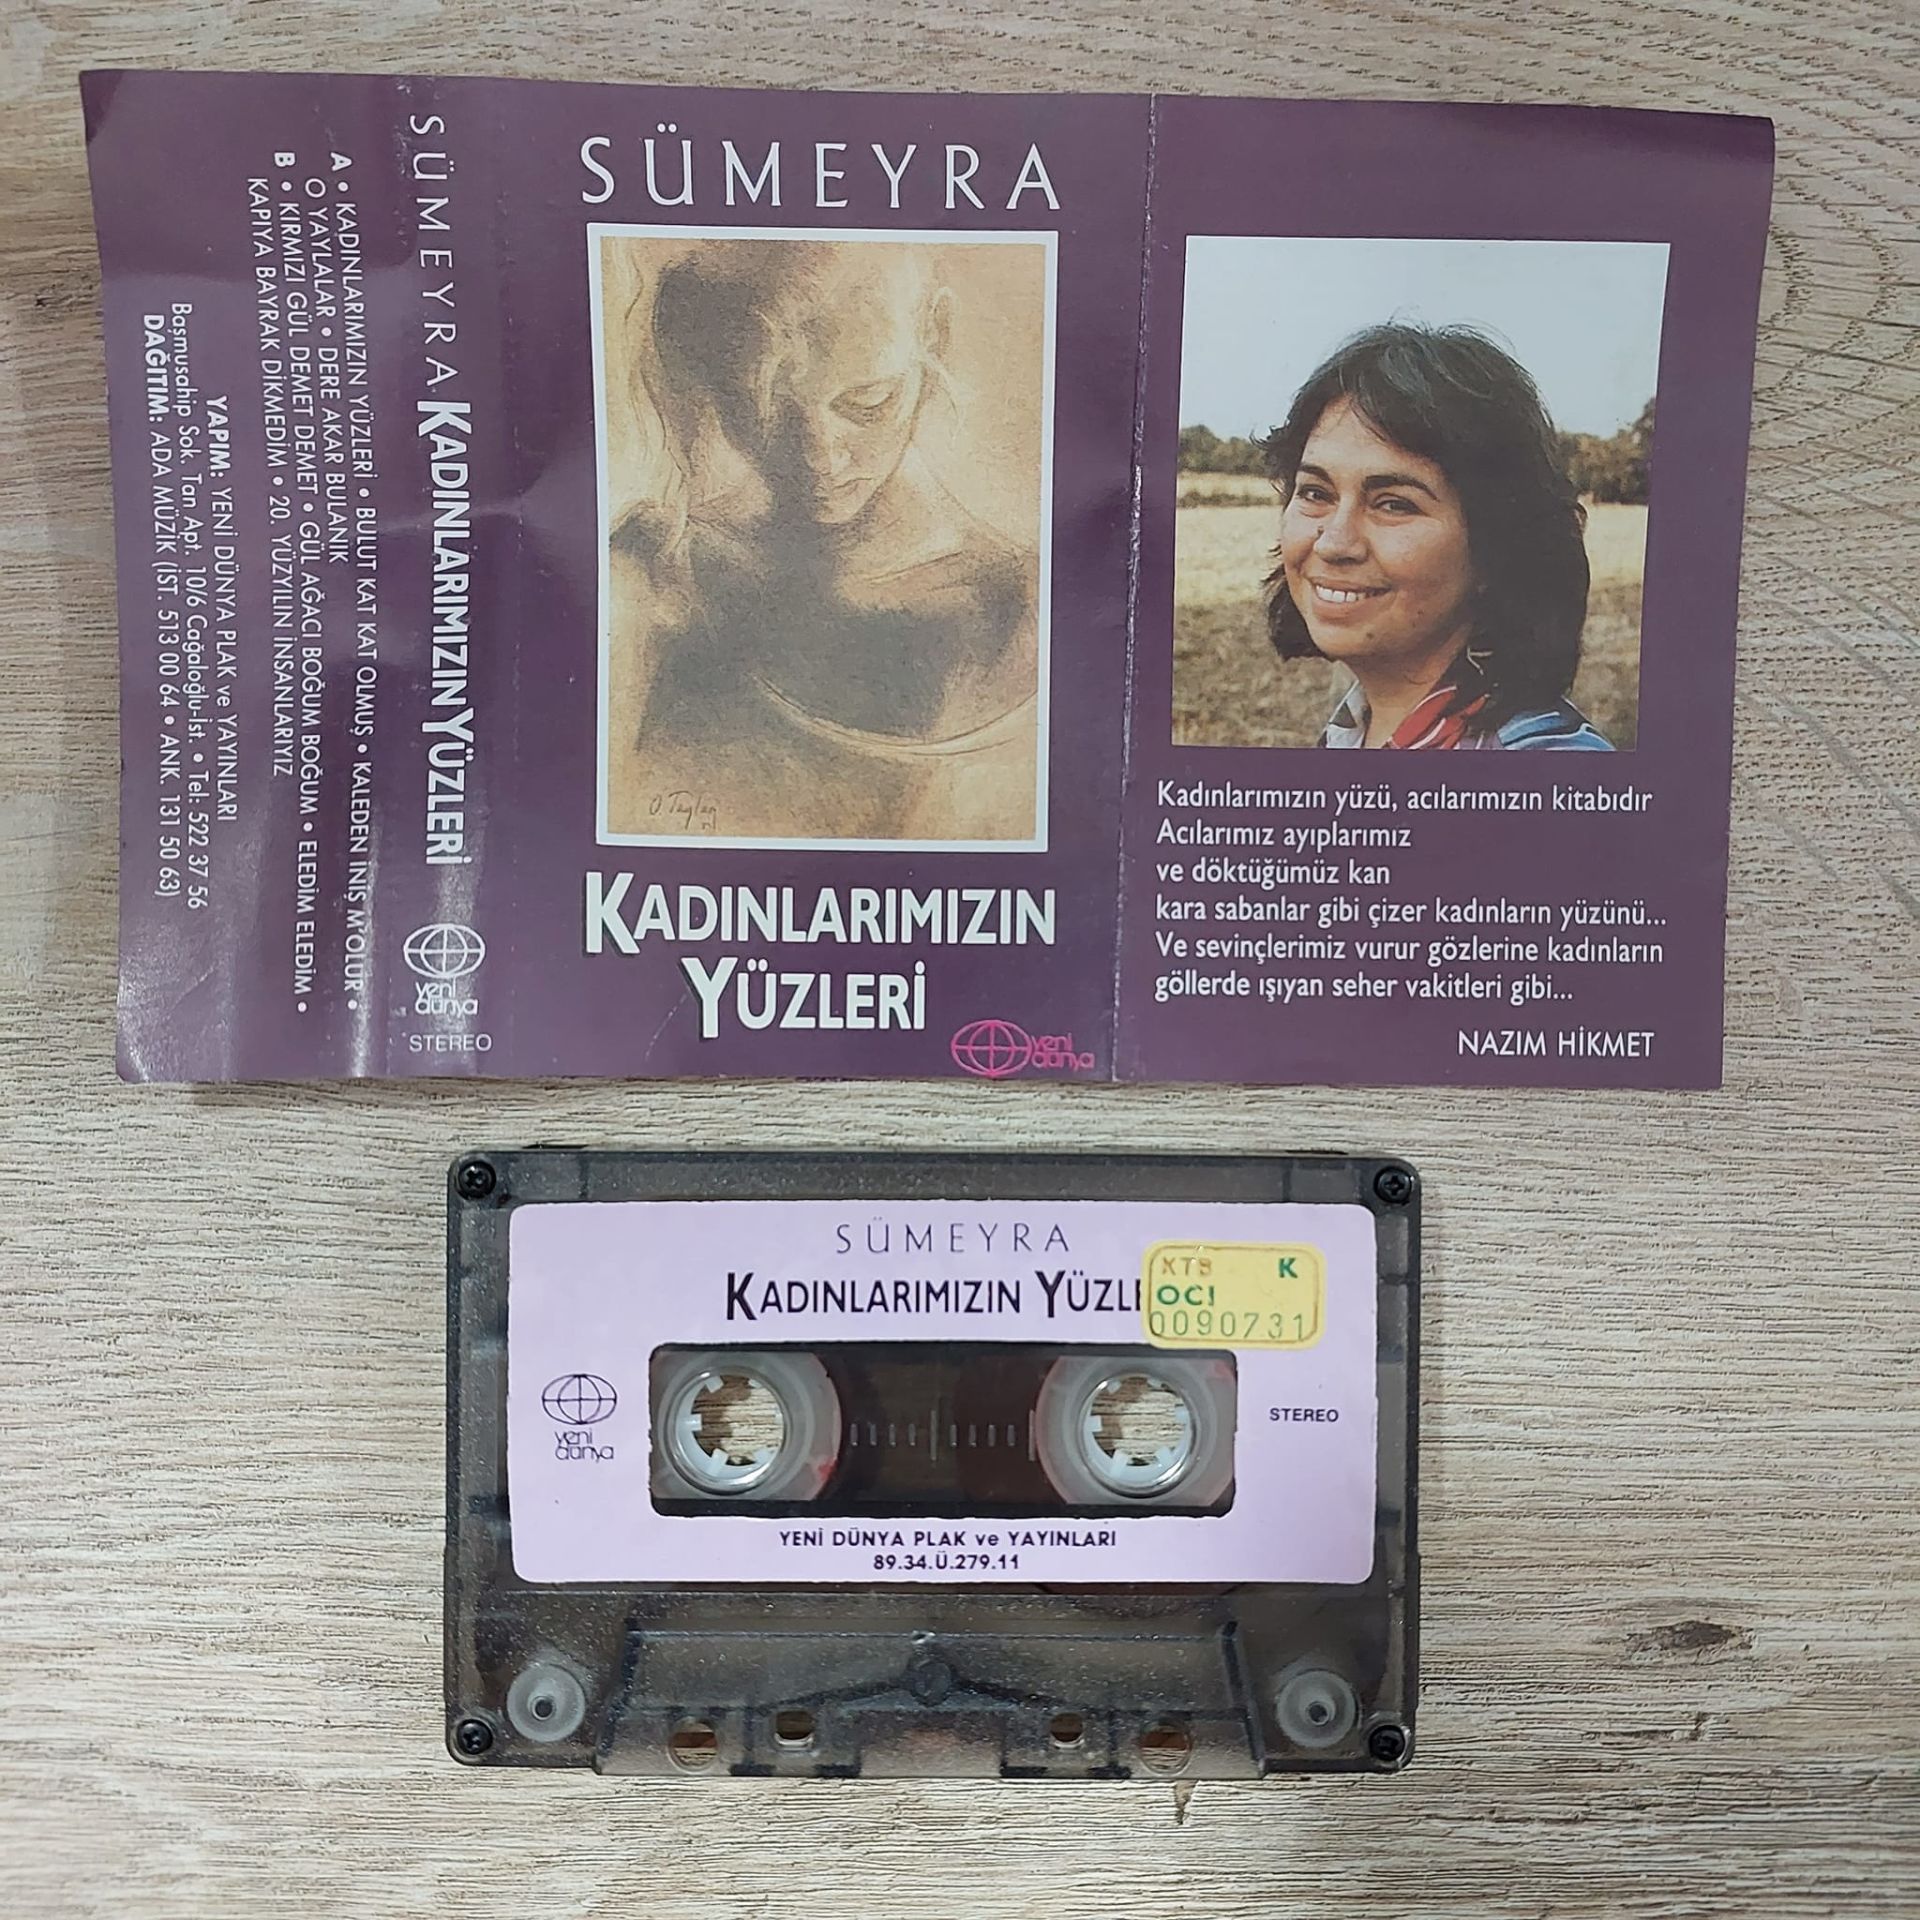 SÜMEYRA
KADINLARIMIZIN
YÜZLERİ
yeni
dünya
O. Taylan
Kadınlarımızın yüzü, acılarımızın kitabıdır
Acılarımız ayıplarımız
ve döktüğümüz kan
kara sabanlar gibi çizer kadınların yüzünü...
Ve sevinçlerimiz vurur gözlerine kadınların
göllerde ışıyan seher vakitleri gibi...
NAZIM HİKMET
SÜMEYRA. KADINLARIMIZIN YÜZLERİ
yeni
dünya
STEREO
A • KADINLARIMIZIN YÜZLERİ • BULUT KAT KAT OLMUŞ • KALEDEN İNİŞ M'OLUR •
O YAYLALAR • DERE AKAR BULANIK
B • KIRMIZI GÜL DEMET DEMET • GÜL AĞACI BOĞUM BOĞUM • ELEDİM ELEDİM •
KAPIYA BAYRAK DİKMEDİM • 20. YÜZYILIN İNSANLARIYIZ
YAPIM: YENİ DÜNYA PLAK ve YAYINLARI
Başmusahip Sok. Tan Apt. 10/6 Cağaloğlu-İst. • Tel: 522 37 56
DAĞITIM: ADA MÜZİK (İST. 513 00 64 • ANK. 131 50 63)
SÜMEYRA
KADINLARIMIZIN YÜZLE
KTB K
OCI
0090731
yeni
dünya
STEREO
YENİ DÜNYA PLAK ve YAYINLARI
89.34.Ü.279.11